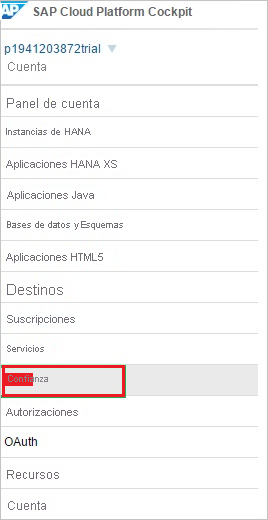 SAP SAP Cloud Platform Cockpit
p1941203872trial
Cuenta
Panel de cuenta
Instancias de HANA
Aplicaciones HANA XS
Aplicaciones Java
Bases de datos y Esquemas
Aplicaciones HTML5
Destinos
Suscripciones
Servicios
Confianza
Autorizaciones
OAuth
Recursos
Cuenta